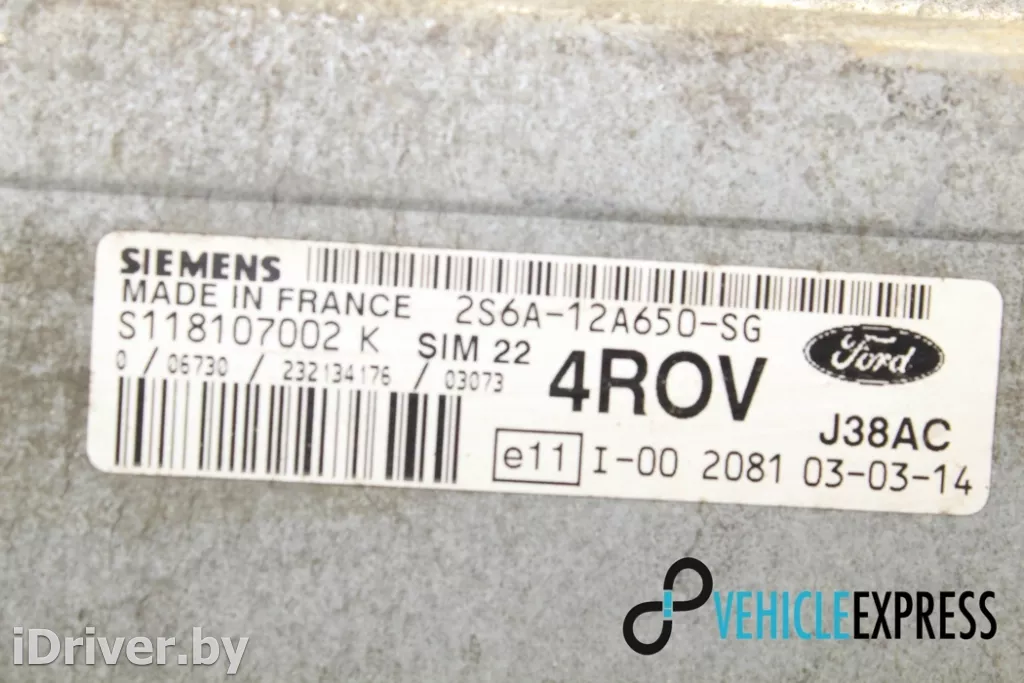 SIEMENS
MADE IN FRANCE 2S6A-12A650-SG
S118107002 K SIM 22
0 / 06730 / 232134176 / 03073
4ROV
Ford
J38AC
e11 I-00 2081 03-03-14
VEHICLEEXPRESS
iDriver.by